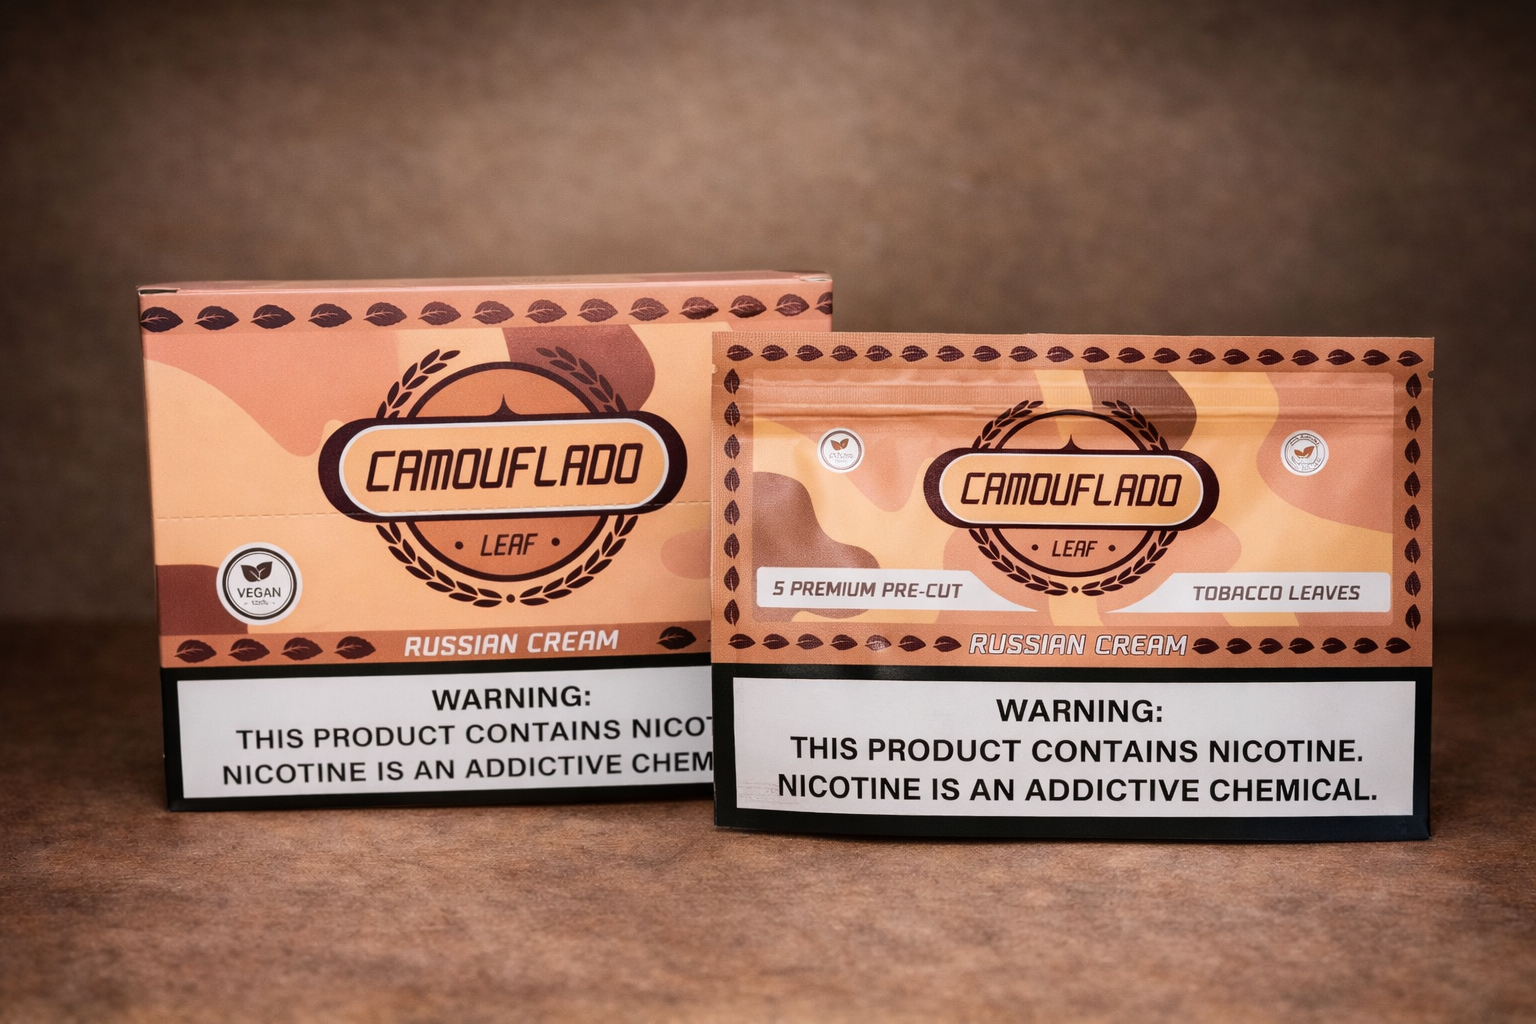 CAMOUFLADO
LEAF
VEGAN
RUSSIAN CREAM
WARNING:
THIS PRODUCT CONTAINS NICOT
NICOTINE IS AN ADDICTIVE CHEM
CAMOUFLADO
LEAF
5 PREMIUM PRE-CUT
TOBACCO LEAVES
RUSSIAN CREAM
WARNING:
THIS PRODUCT CONTAINS NICOTINE.
NICOTINE IS AN ADDICTIVE CHEMICAL.